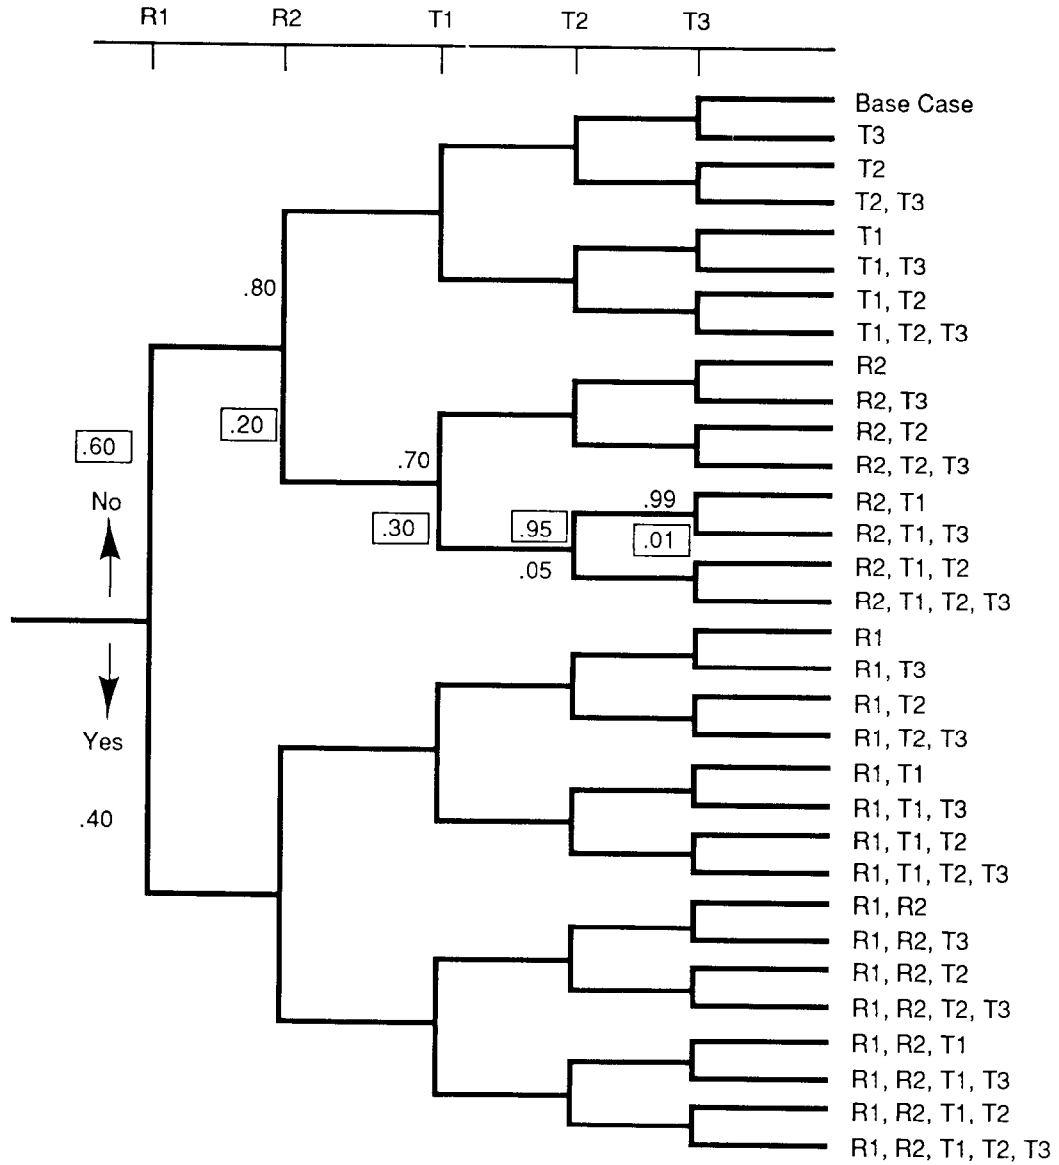 R1 R2 T1 T2 T3
Base Case
T3
T2
T2, T3
T1
T1, T3
.80
T1, T2
T1, T2, T3
R2
R2, T3
.20
R2, T2
.60
.70
R2, T2, T3
No
.99
R2, T1
.30
.95
.01
R2, T1, T3
.05
R2, T1, T2
R2, T1, T2, T3
R1
R1, T3
R1, T2
Yes
R1, T2, T3
R1, T1
.40
R1, T1, T3
R1, T1, T2
R1, T1, T2, T3
R1, R2
R1, R2, T3
R1, R2, T2
R1, R2, T2, T3
R1, R2, T1
R1, R2, T1, T3
R1, R2, T1, T2
R1, R2, T1, T2, T3